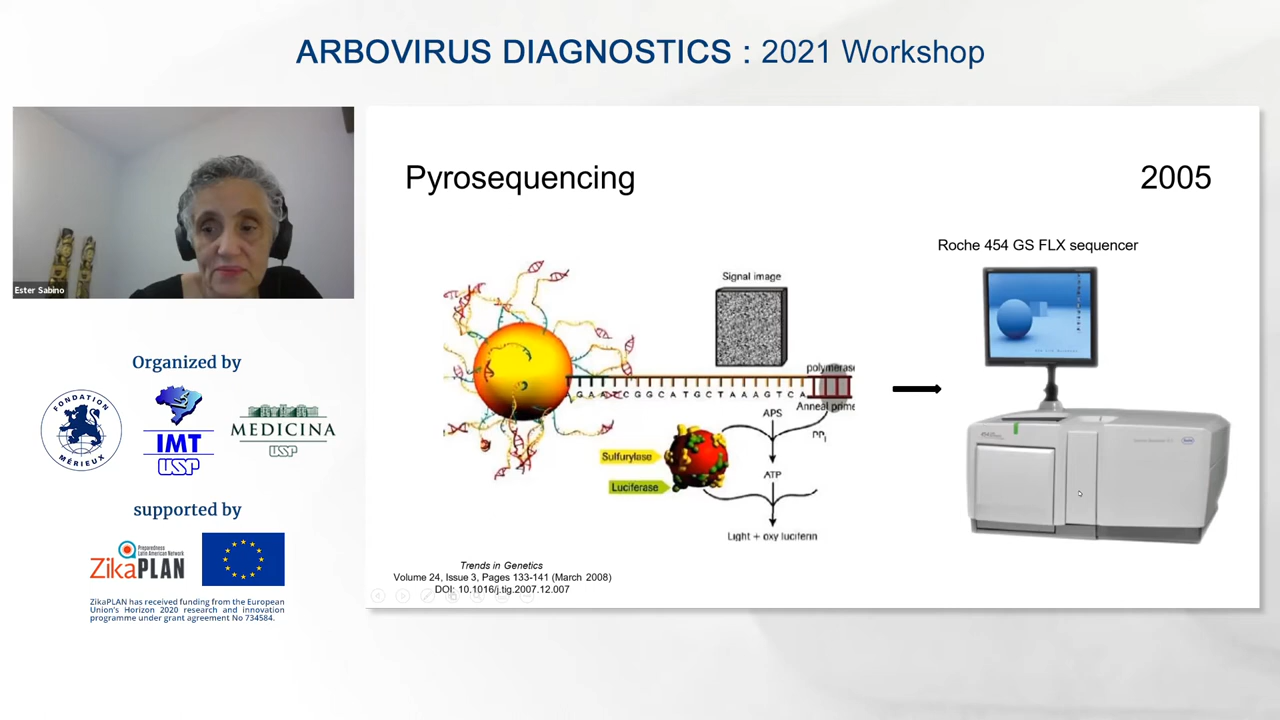 ARBOVIRUS DIAGNOSTICS : 2021 Workshop
Ester Sabino
Organized by
FONDATION
MÉRIEUX
IMT
USP
MEDICINA
USP
supported by
Preparedness
Latin American Network
ZikaPLAN
ZikaPLAN has received funding from the European
Union's Horizon 2020 research and innovation
programme under grant agreement No 734584.
Pyrosequencing
2005
Roche 454 GS FLX sequencer
Signal image
polymerase
G A A T C G G C A T G C T A A A G T C A
Anneal prime
APS
PPi
Sulfurylase
Luciferase
ATP
Light + oxy luciferin
Trends in Genetics
Volume 24, Issue 3, Pages 133-141 (March 2008)
DOI: 10.1016/j.tig.2007.12.007